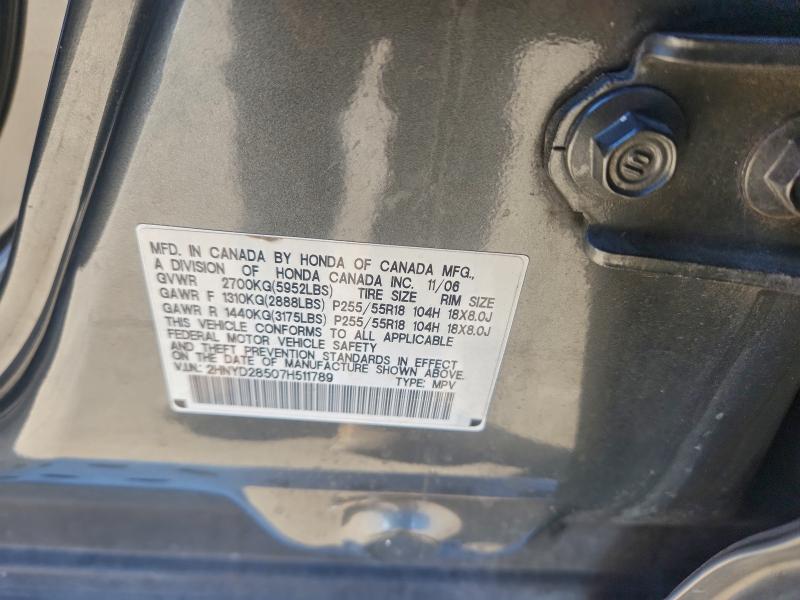 MFD. IN CANADA BY HONDA OF CANADA MFG.,
A DIVISION OF HONDA CANADA INC. 11/06
GVWR 2700KG(5952LBS) TIRE SIZE RIM SIZE
GAWR F 1310KG(2888LBS) P255/55R18 104H 18X8.0J
GAWR R 1440KG(3175LBS) P255/55R18 104H 18X8.0J
THIS VEHICLE CONFORMS TO ALL APPLICABLE
FEDERAL MOTOR VEHICLE SAFETY
AND THEFT PREVENTION STANDARDS IN EFFECT
ON THE DATE OF MANUFACTURE SHOWN ABOVE.
V.I.N.: 2HNYD28507H511789 TYPE: MPV